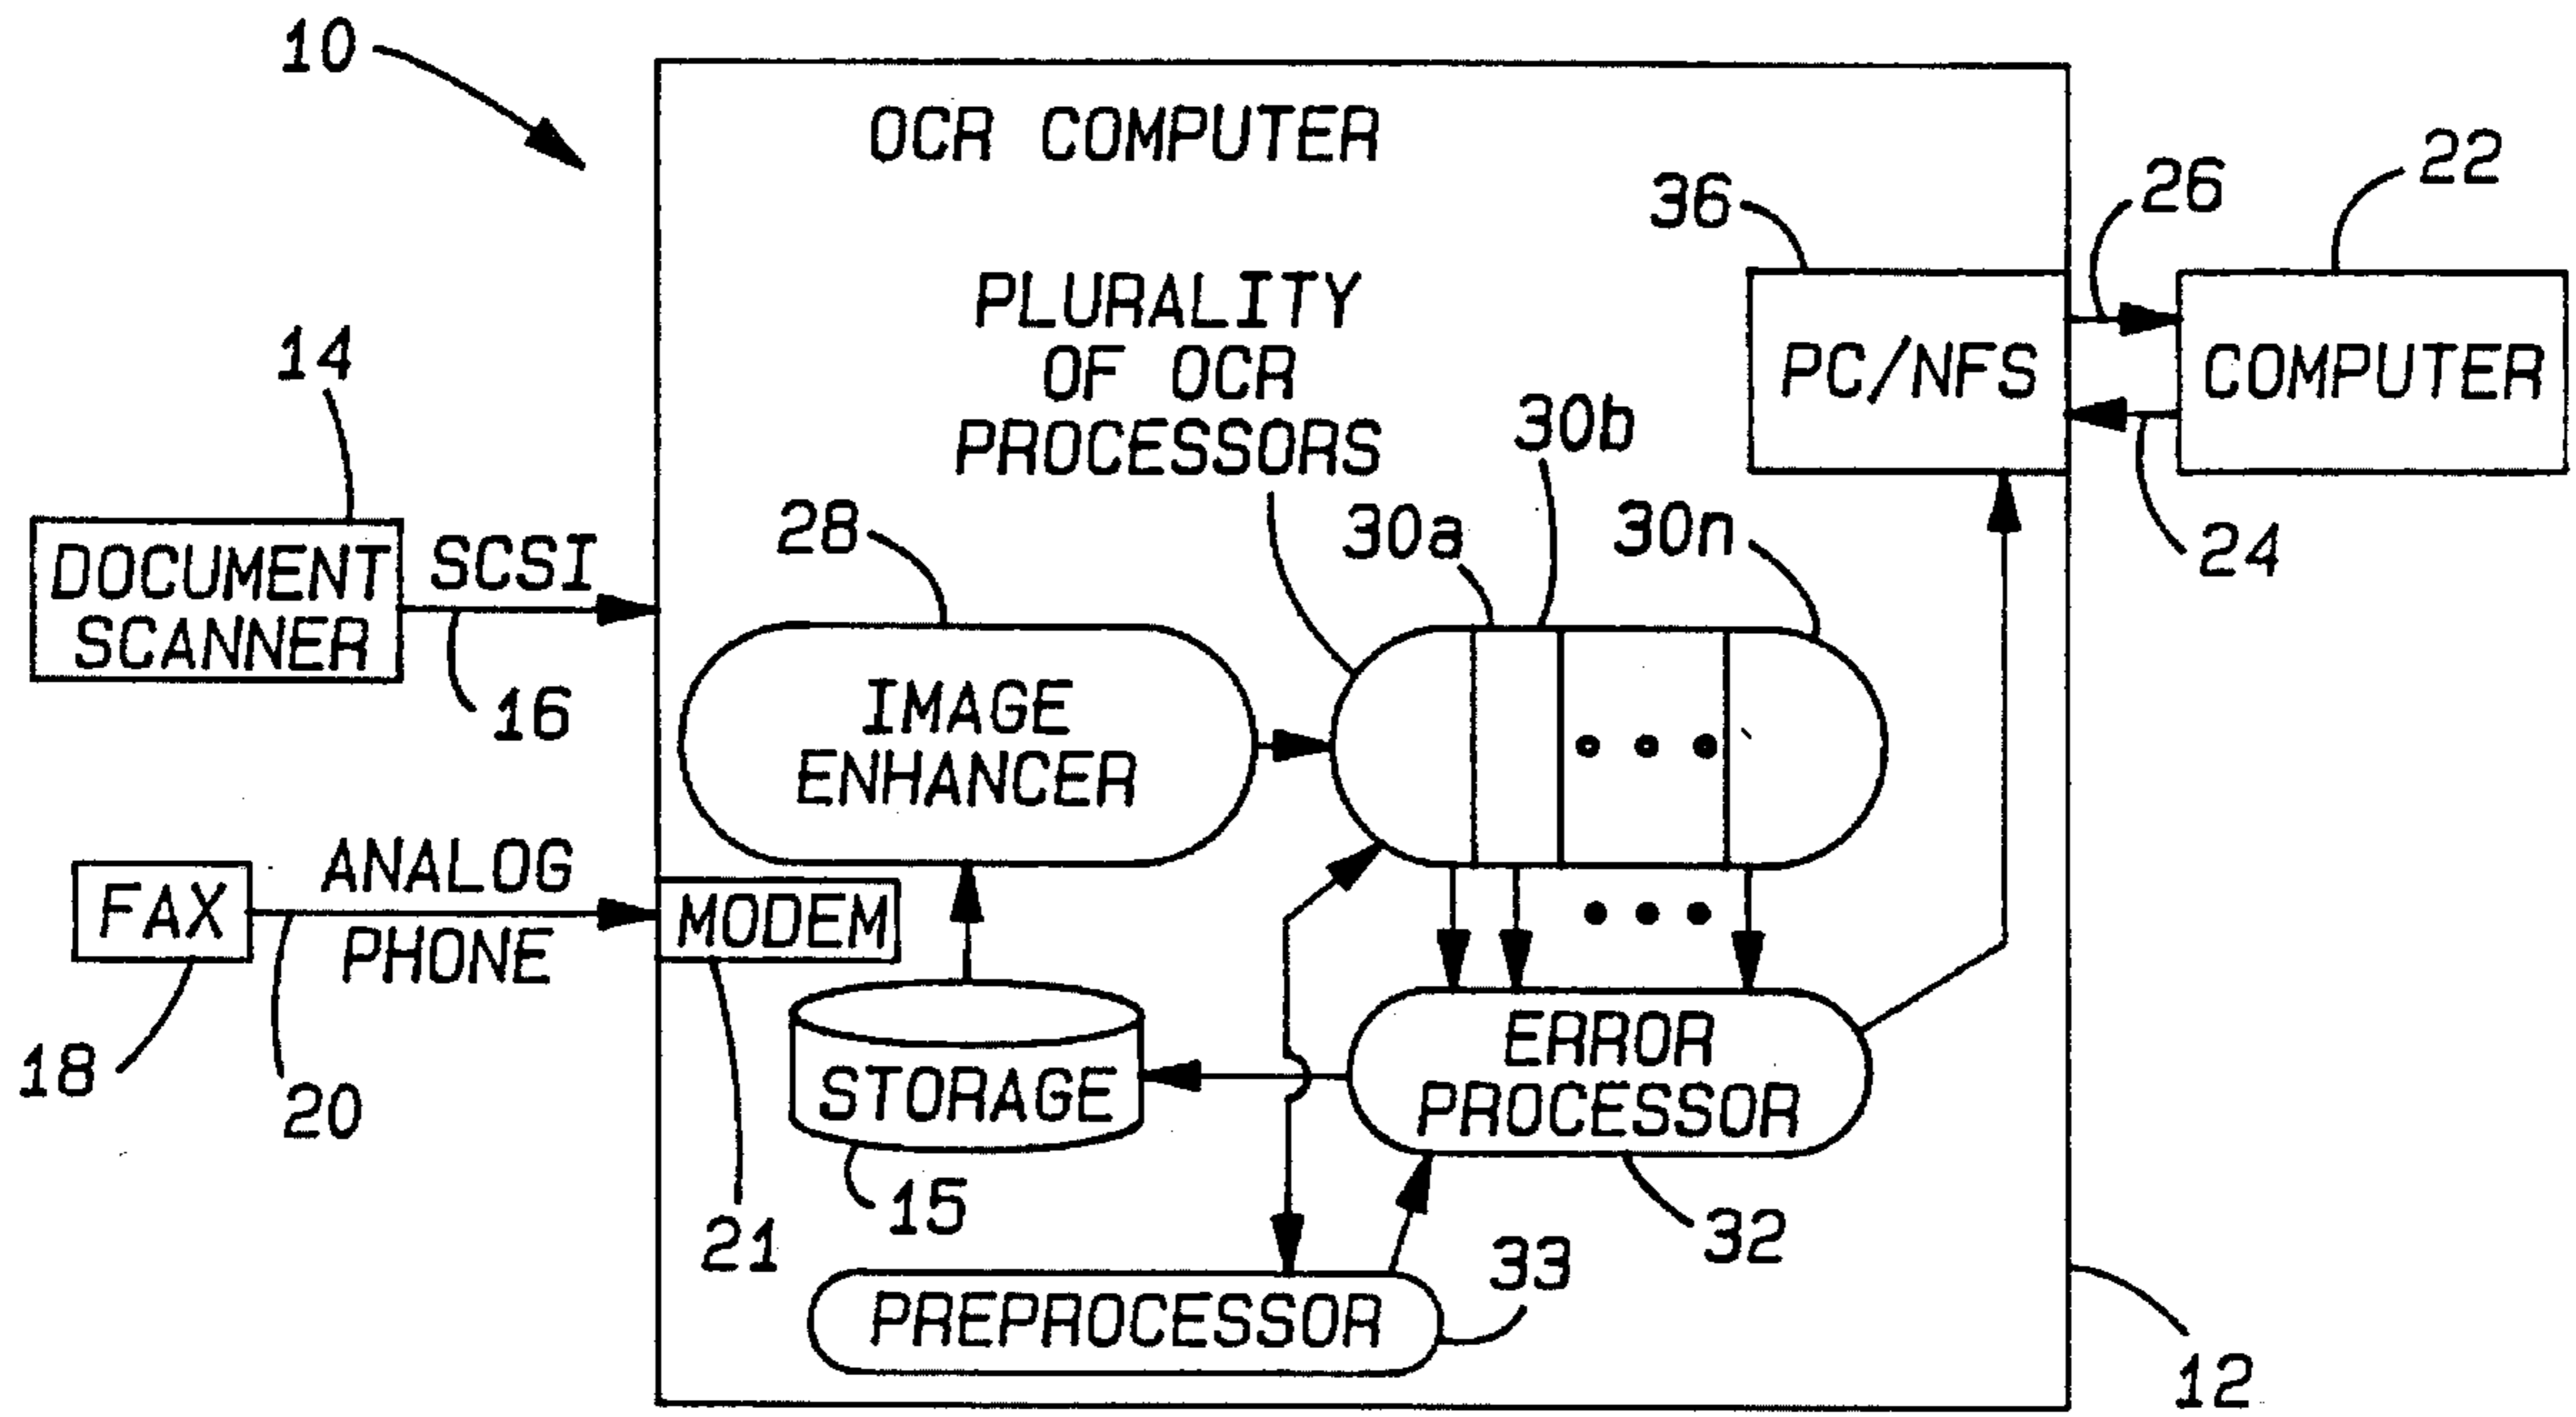 10
OCR COMPUTER
36
26
22
PLURALITY
OF OCR
PROCESSORS
PC/NFS
COMPUTER
14
30b
28
30a
30n
24
DOCUMENT
SCANNER
SCSI
16
IMAGE
ENHANCER
FAX
ANALOG
PHONE
MODEM
18
20
21
STORAGE
15
ERROR
PROCESSOR
32
33
PREPROCESSOR
12